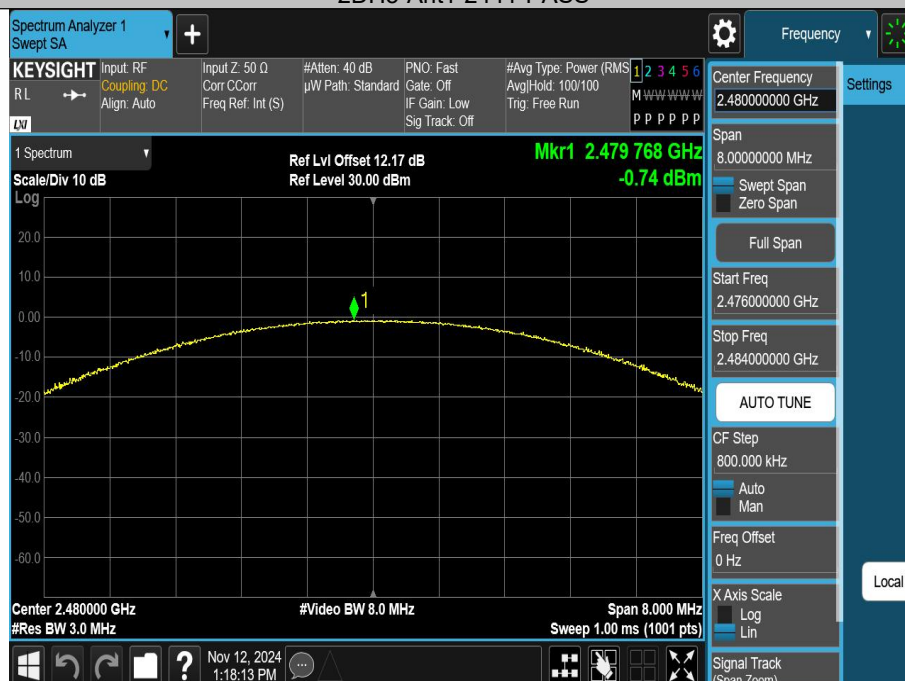 Spectrum Analyzer 1
Swept SA
Frequency
KEYSIGHT
RL
LXI
Input: RF
Coupling: DC
Align: Auto
Input Z: 50 Ω
Corr CCorr
Freq Ref: Int (S)
#Atten: 40 dB
µW Path: Standard
PNO: Fast
Gate: Off
IF Gain: Low
Sig Track: Off
#Avg Type: Power (RMS
Avg|Hold: 100/100
Trig: Free Run
1 2 3 4 5 6
M W W W W W
P P P P P P
Center Frequency
2.480000000 GHz
Settings
Span
8.00000000 MHz
Swept Span
Zero Span
Full Span
Start Freq
2.476000000 GHz
Stop Freq
2.484000000 GHz
AUTO TUNE
CF Step
800.000 kHz
Auto
Man
Freq Offset
0 Hz
X Axis Scale
Log
Lin
Local
Signal Track
(Span Zoom)
1 Spectrum
Scale/Div 10 dB
Log
Ref Lvl Offset 12.17 dB
Ref Level 30.00 dBm
Mkr1 2.479 768 GHz
-0.74 dBm
20.0
10.0
0.00
-10.0
-20.0
-30.0
-40.0
-50.0
-60.0
1
Center 2.480000 GHz
#Res BW 3.0 MHz
#Video BW 8.0 MHz
Span 8.000 MHz
Sweep 1.00 ms (1001 pts)
?
Nov 12, 2024
1:18:13 PM